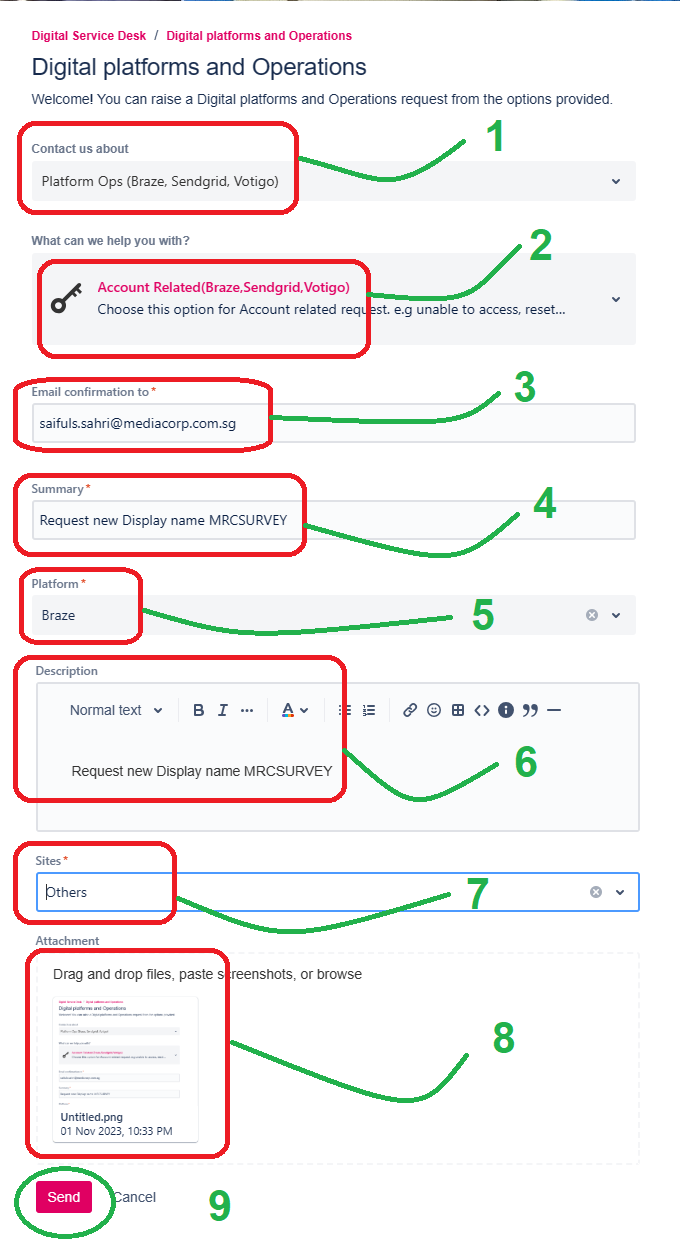 Digital Service Desk / Digital platforms and Operations
Digital platforms and Operations
Welcome! You can raise a Digital platforms and Operations request from the options provided.
1
Contact us about
Platform Ops (Braze, Sendgrid, Votigo)
What can we help you with?
2
Account Related(Braze,Sendgrid,Votigo)
Choose this option for Account related request. e.g unable to access, reset...
3
Email confirmation to *
saifuls.sahri@mediacorp.com.sg
Summary *
4
Request new Display name MRCSURVEY
Platform *
Braze
5
Description
Normal text B I ... A
Request new Display name MRCSURVEY
6
Sites *
Others
7
Attachment
Drag and drop files, paste screenshots, or browse
Digital platforms and Operations
8
Untitled.png
01 Nov 2023, 10:33 PM
Send Cancel
9